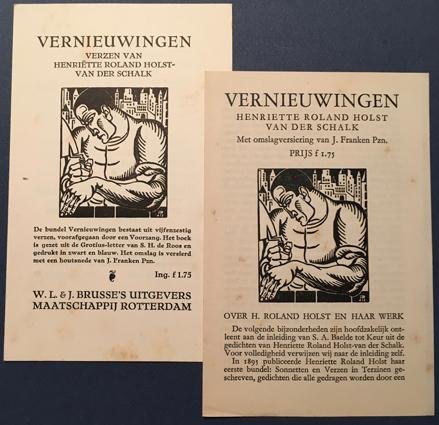 VERNIEUWINGEN
VERZEN VAN
HENRIËTTE ROLAND HOLST-
VAN DER SCHALK
De bundel Vernieuwingen bestaat uit vijfenzestig
verzen, voorafgegaan door een Voorzang. Het boek
is gezet uit de Grotius-letter van S. H. de Roos en
gedrukt in zwart en blauw. Het omslag is versierd
met een houtsnede van J. Franken Pzn.
Ing. f 1.75
W. L. & J. BRUSSE'S UITGEVERS
MAATSCHAPPIJ ROTTERDAM
VERNIEUWINGEN
HENRIETTE ROLAND HOLST
VAN DER SCHALK
Met omslagversiering van J. Franken Pzn.
PRIJS f 1.75
OVER H. ROLAND HOLST EN HAAR WERK
De volgende bijzonderheden zijn hoofdzakelijk ont-
leent aan de inleiding van S. A. Baelde tot Keur uit de
gedichten van Henriette Roland Holst-van der Schalk.
Voor volledigheid verwijzen wij naar de inleiding zelf.
In 1895 publiceerde Henriette Roland Holst haar
eerste bundel: Sonnetten en Verzen in Terzinen ge-
schreven, gedichten die alle gedragen worden door een